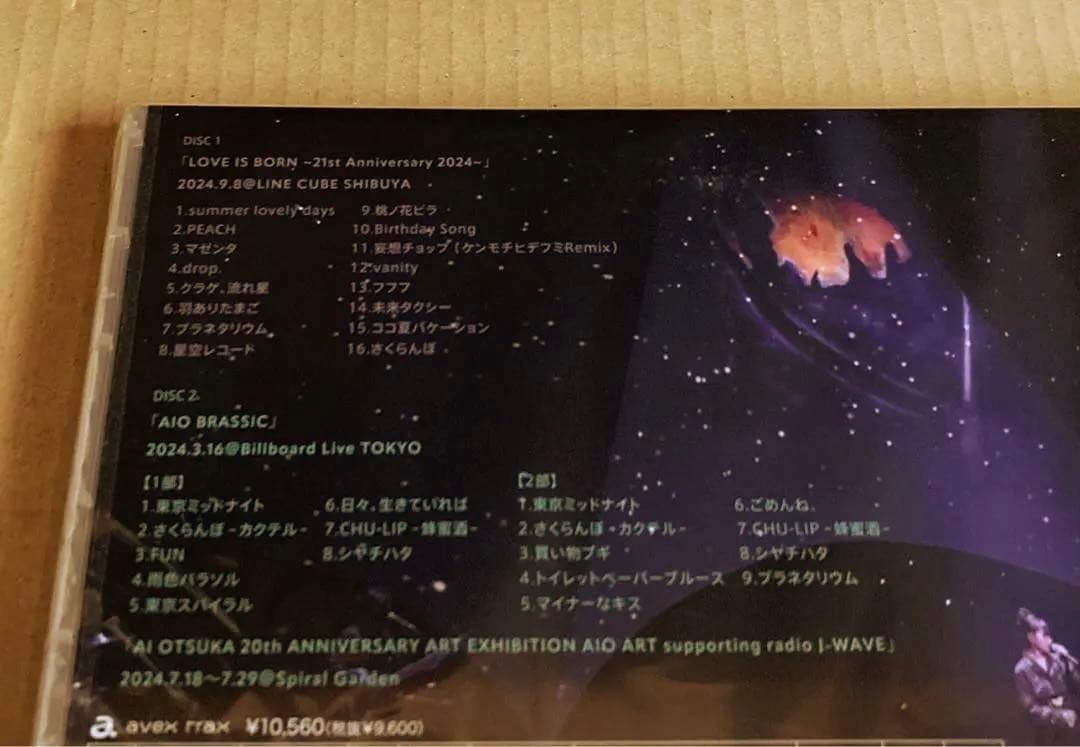 DISC 1
「LOVE IS BORN ~21st Anniversary 2024~」
2024.9.8@LINE CUBE SHIBUYA
1.summer lovely days
2.PEACH
3.マゼンタ
4.drop.
5.クラゲ、流れ星
6.羽ありたまご
7.プラネタリウム
8.星空レコード
9.桃ノ花ビラ
10.Birthday Song
11.妄想チョップ(ケンモチヒデフミRemix)
12.vanity
13.フフフ
14.未来タクシー
15.ココ夏バケーション
16.さくらんぼ
DISC 2
「AIO BRASSIC」
2024.3.16@Billboard Live TOKYO
【1部】
1.東京ミッドナイト
2.さくらんぼ -カクテル-
3.FUN
4.雨色パラソル
5.東京スパイラル
6.日々、生きていれば
7.CHU-LIP -蜂蜜酒-
8.シヤチハタ
【2部】
1.東京ミッドナイト
2.さくらんぼ -カクテル-
3.買い物ブギ
4.トイレットペーパーブルース
5.マイナーなキス
6.ごめんね。
7.CHU-LIP -蜂蜜酒-
8.シヤチハタ
9.プラネタリウム
「AI OTSUKA 20th ANNIVERSARY ART EXHIBITION AIO ART supporting radio J-WAVE」
2024.7.18～7.29@Spiral Garden
a. avex trax ¥10,560(税抜¥9,600)